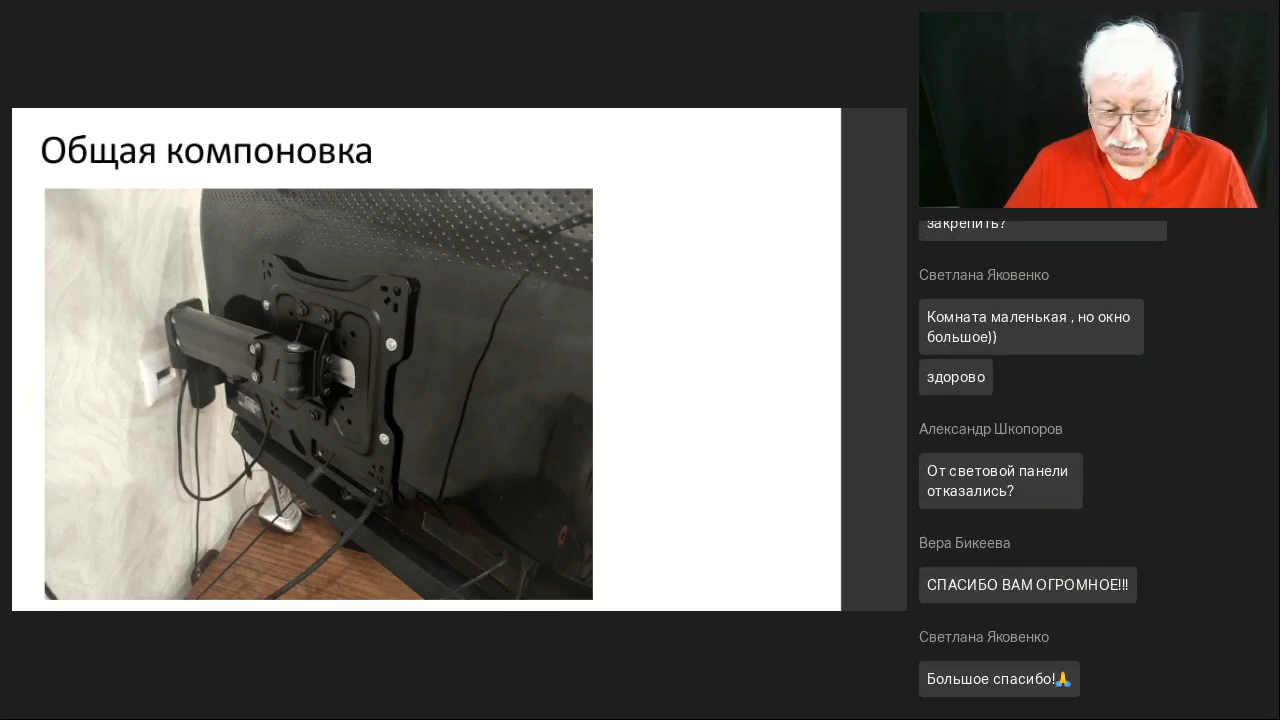 Общая компоновка
закрепить?
Светлана Яковенко
Комната маленькая , но окно
большое))
здорово
Александр Шкопоров
От световой панели
отказались?
Вера Бикеева
СПАСИБО ВАМ ОГРОМНОЕ!!!
Светлана Яковенко
Большое спасибо!🙏